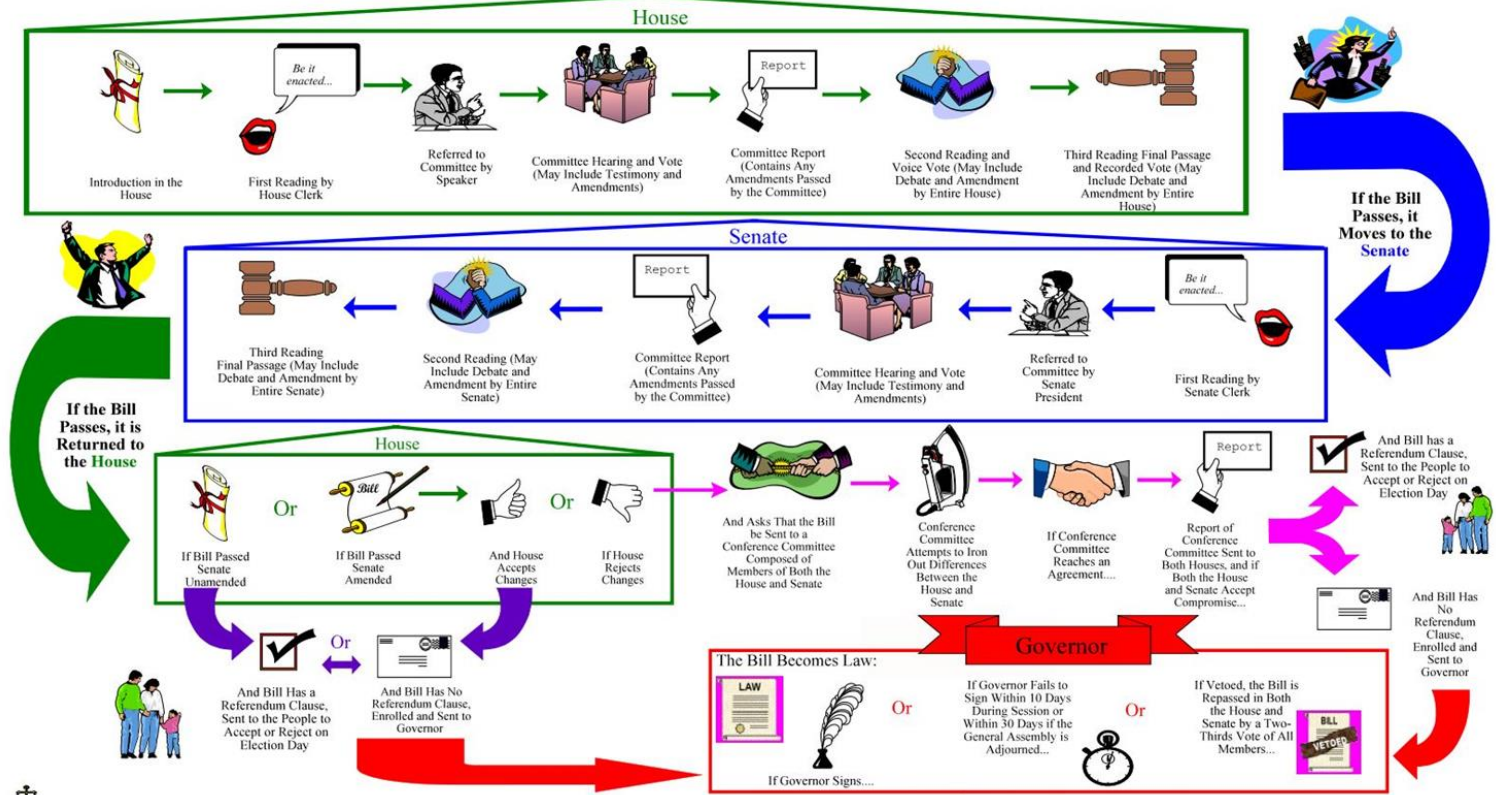 House
Be it
enacted...
Report
Introduction in the
House
First Reading by
House Clerk
Referred to
Committee by
Speaker
Committee Hearing and Vote
(May Include Testimony and
Amendments)
Committee Report
(Contains Any
Amendments Passed
by the Committee)
Second Reading and
Voice Vote (May Include
Debate and Amendment
by Entire House)
Third Reading Final Passage
and Recorded Vote (May
Include Debate and
Amendment by Entire
House)
If the Bill
Passes, it
Moves to the
Senate
Senate
Be it
enacted...
First Reading by
Senate Clerk
Referred to
Committee by
Senate
President
Committee Hearing and Vote
(May Include Testimony and
Amendments)
Report
Committee Report
(Contains Any
Amendments Passed
by the Committee)
Second Reading (May
Include Debate and
Amendment by Entire
Senate)
Third Reading
Final Passage (May Include
Debate and Amendment by
Entire Senate)
If the Bill
Passes, it is
Returned to
the House
House
If Bill Passed
Senate
Unamended
Or
Bill
If Bill Passed
Senate
Amended
And House
Accepts
Changes
Or
If House
Rejects
Changes
And Asks That the Bill
be Sent to a
Conference Committee
Composed of
Members of Both the
House and Senate
Conference
Committee
Attempts to Iron
Out Differences
Between the
House and
Senate
If Conference
Committee
Reaches an
Agreement....
Report
Report of
Conference
Committee Sent to
Both Houses, and if
Both the House
and Senate Accept
Compromise...
And Bill has a
Referendum Clause,
Sent to the People to
Accept or Reject on
Election Day
And Bill Has
No
Referendum
Clause,
Enrolled and
Sent to
Governor
Or
And Bill Has a
Referendum Clause,
Sent to the People to
Accept or Reject on
Election Day
And Bill Has No
Referendum Clause,
Enrolled and Sent to
Governor
Governor
The Bill Becomes Law:
LAW
If Governor Signs....
Or
If Governor Fails to
Sign Within 10 Days
During Session or
Within 30 Days if the
General Assembly is
Adjourned...
Or
If Vetoed, the Bill is
Repassed in Both
the House and
Senate by a Two-
Thirds Vote of All
Members...
BILL
VETOED